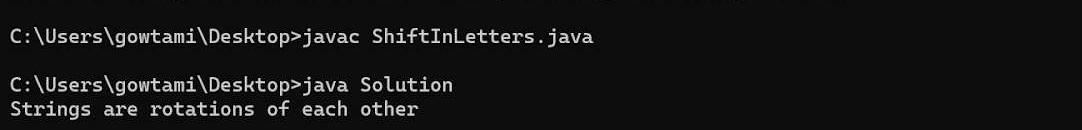 C:\Users\gowtami\Desktop>javac ShiftInLetters.java
C:\Users\gowtami\Desktop>java Solution
Strings are rotations of each other